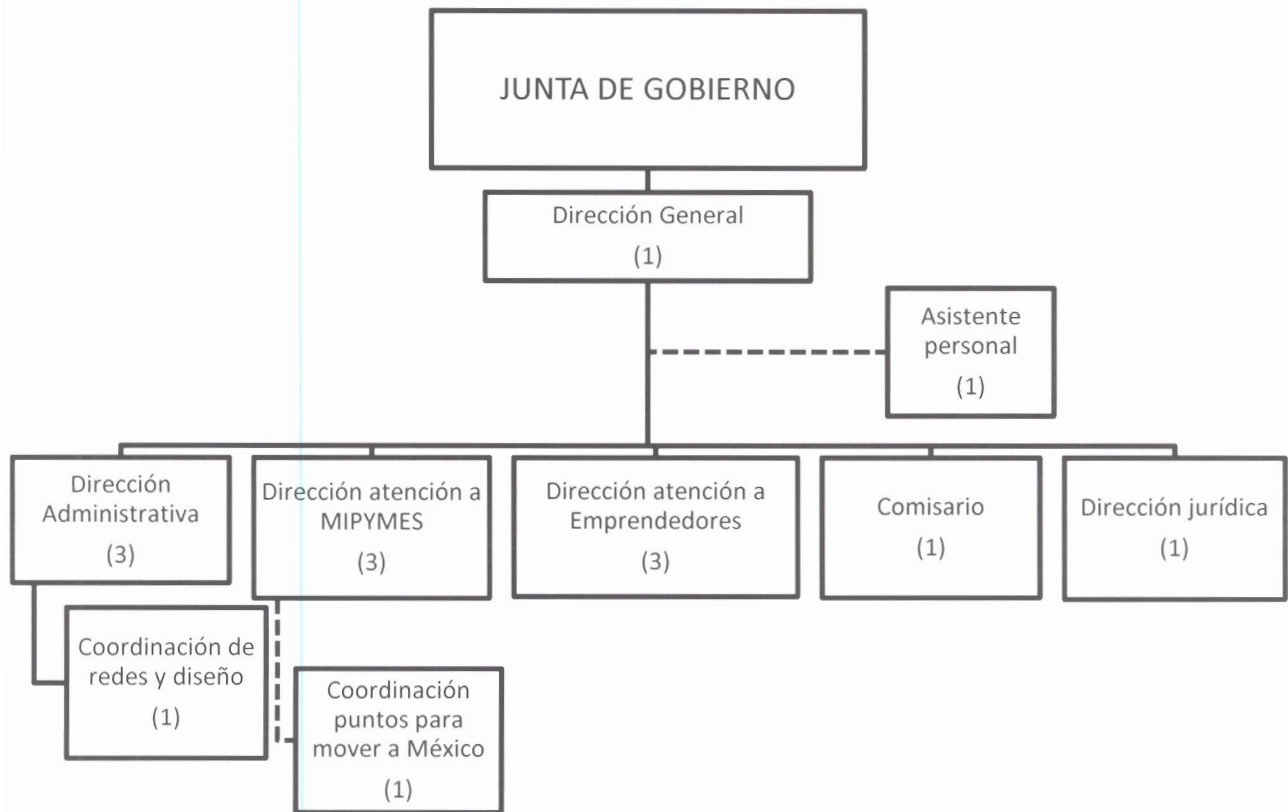 JUNTA DE GOBIERNO
Dirección General
(1)
Asistente
personal
(1)
Dirección
Administrativa
(3)
Dirección atención a
MIPYMES
(3)
Dirección atención a
Emprendedores
(3)
Comisario
(1)
Dirección jurídica
(1)
Coordinación de
redes y diseño
(1)
Coordinación
puntos para
mover a México
(1)